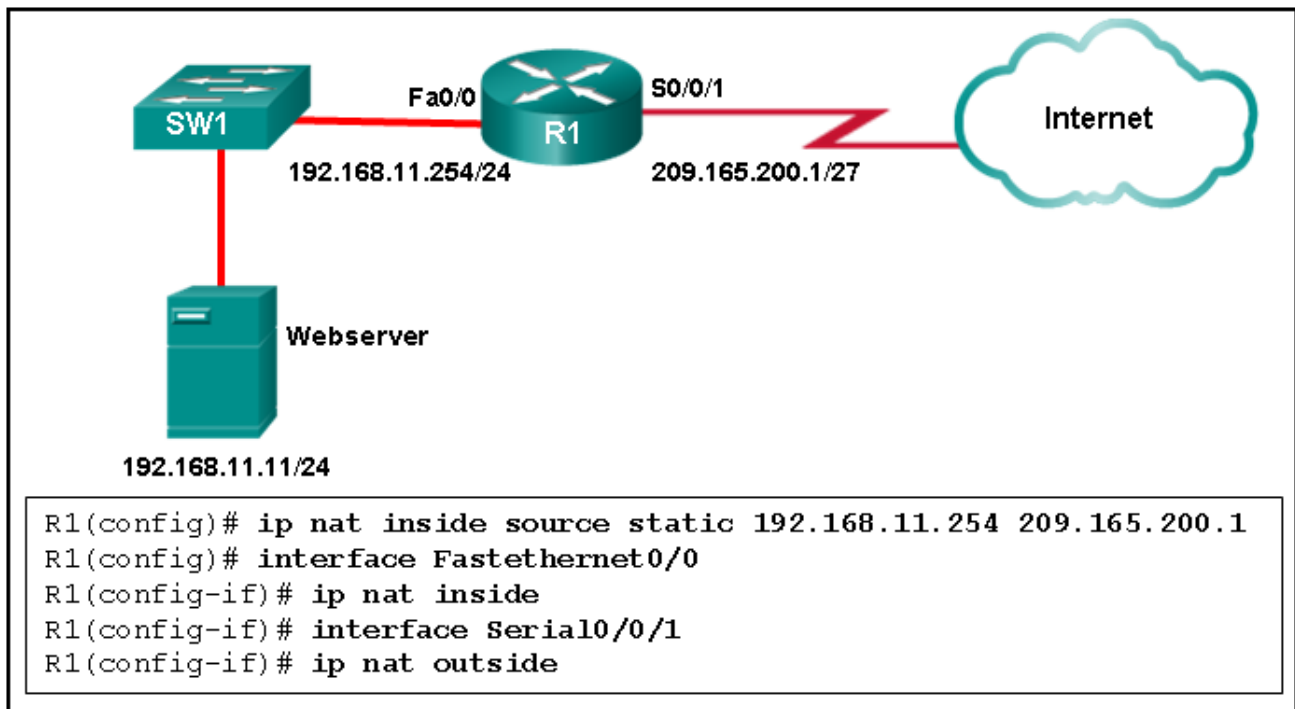 Fa0/0
S0/0/1
Internet
SW1
R1
192.168.11.254/24
209.165.200.1/27
Webserver
192.168.11.11/24
R1(config)# ip nat inside source static 192.168.11.254 209.165.200.1
R1(config)# interface Fastethernet0/0
R1(config-if)# ip nat inside
R1(config-if)# interface Serial0/0/1
R1(config-if)# ip nat outside